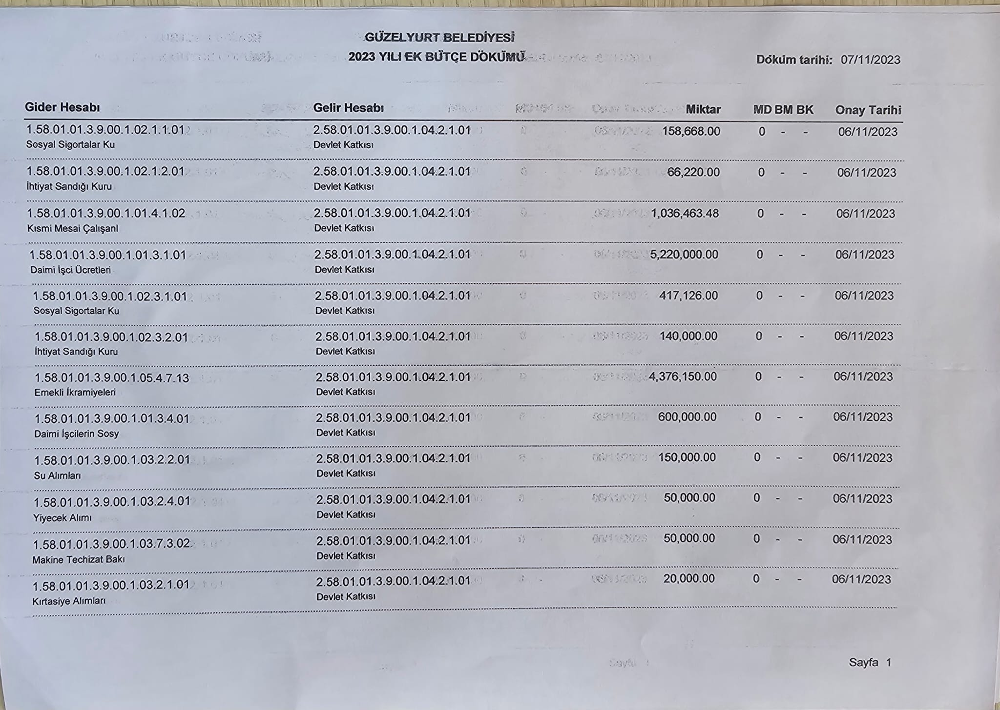 GÜZELYURT BELEDİYESİ
2023 YILI EK BÜTÇE DÖKÜMÜ
Döküm tarihi: 07/11/2023
Gider Hesabı Gelir Hesabı Miktar MD BM BK Onay Tarihi
1.58.01.01.3.9.00.1.02.1.1.01 2.58.01.01.3.9.00.1.04.2.1.01 158,668.00 0 - - 06/11/2023
Sosyal Sigortalar Ku Devlet Katkısı
1.58.01.01.3.9.00.1.02.1.2.01 2.58.01.01.3.9.00.1.04.2.1.01 66,220.00 0 - - 06/11/2023
İhtiyat Sandığı Kuru Devlet Katkısı
1.58.01.01.3.9.00.1.01.4.1.02 2.58.01.01.3.9.00.1.04.2.1.01 1,036,463.48 0 - - 06/11/2023
Kısmi Mesai Çalışanl Devlet Katkısı
1.58.01.01.3.9.00.1.01.3.1.01 2.58.01.01.3.9.00.1.04.2.1.01 5,220,000.00 0 - - 06/11/2023
Daimi İşci Ücretleri Devlet Katkısı
1.58.01.01.3.9.00.1.02.3.1.01 2.58.01.01.3.9.00.1.04.2.1.01 417,126.00 0 - - 06/11/2023
Sosyal Sigortalar Ku Devlet Katkısı
1.58.01.01.3.9.00.1.02.3.2.01 2.58.01.01.3.9.00.1.04.2.1.01 140,000.00 0 - - 06/11/2023
İhtiyat Sandığı Kuru Devlet Katkısı
1.58.01.01.3.9.00.1.05.4.7.13 2.58.01.01.3.9.00.1.04.2.1.01 4,376,150.00 0 - - 06/11/2023
Emekli İkramiyeleri Devlet Katkısı
1.58.01.01.3.9.00.1.01.3.4.01 2.58.01.01.3.9.00.1.04.2.1.01 600,000.00 0 - - 06/11/2023
Daimi İşcilerin Sosy Devlet Katkısı
1.58.01.01.3.9.00.1.03.2.2.01 2.58.01.01.3.9.00.1.04.2.1.01 150,000.00 0 - - 06/11/2023
Su Alımları Devlet Katkısı
1.58.01.01.3.9.00.1.03.2.4.01 2.58.01.01.3.9.00.1.04.2.1.01 50,000.00 0 - - 06/11/2023
Yiyecek Alımı Devlet Katkısı
1.58.01.01.3.9.00.1.03.7.3.02 2.58.01.01.3.9.00.1.04.2.1.01 50,000.00 0 - - 06/11/2023
Makine Techizat Bakı Devlet Katkısı
1.58.01.01.3.9.00.1.03.2.1.01 2.58.01.01.3.9.00.1.04.2.1.01 20,000.00 0 - - 06/11/2023
Kırtasiye Alımları Devlet Katkısı
Sayfa 1